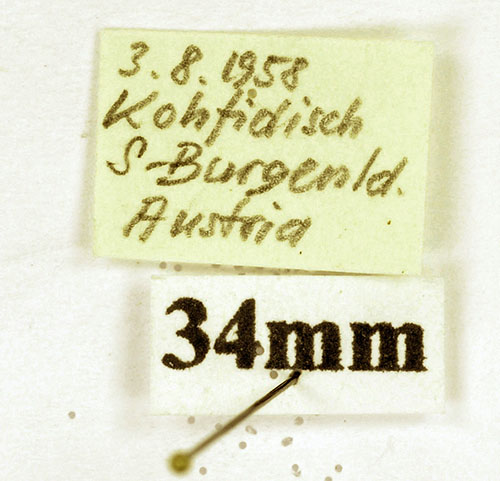 3. 8. 1958
Kohfidisch
S-Burgenld.
Austria
34mm